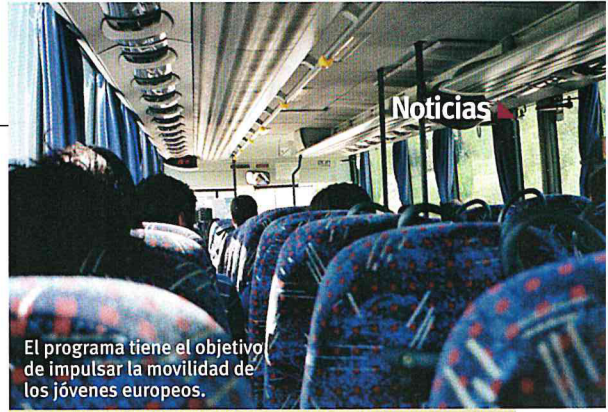 Noticias
El programa tiene el objetivo
de impulsar la movilidad de
los jóvenes europeos.